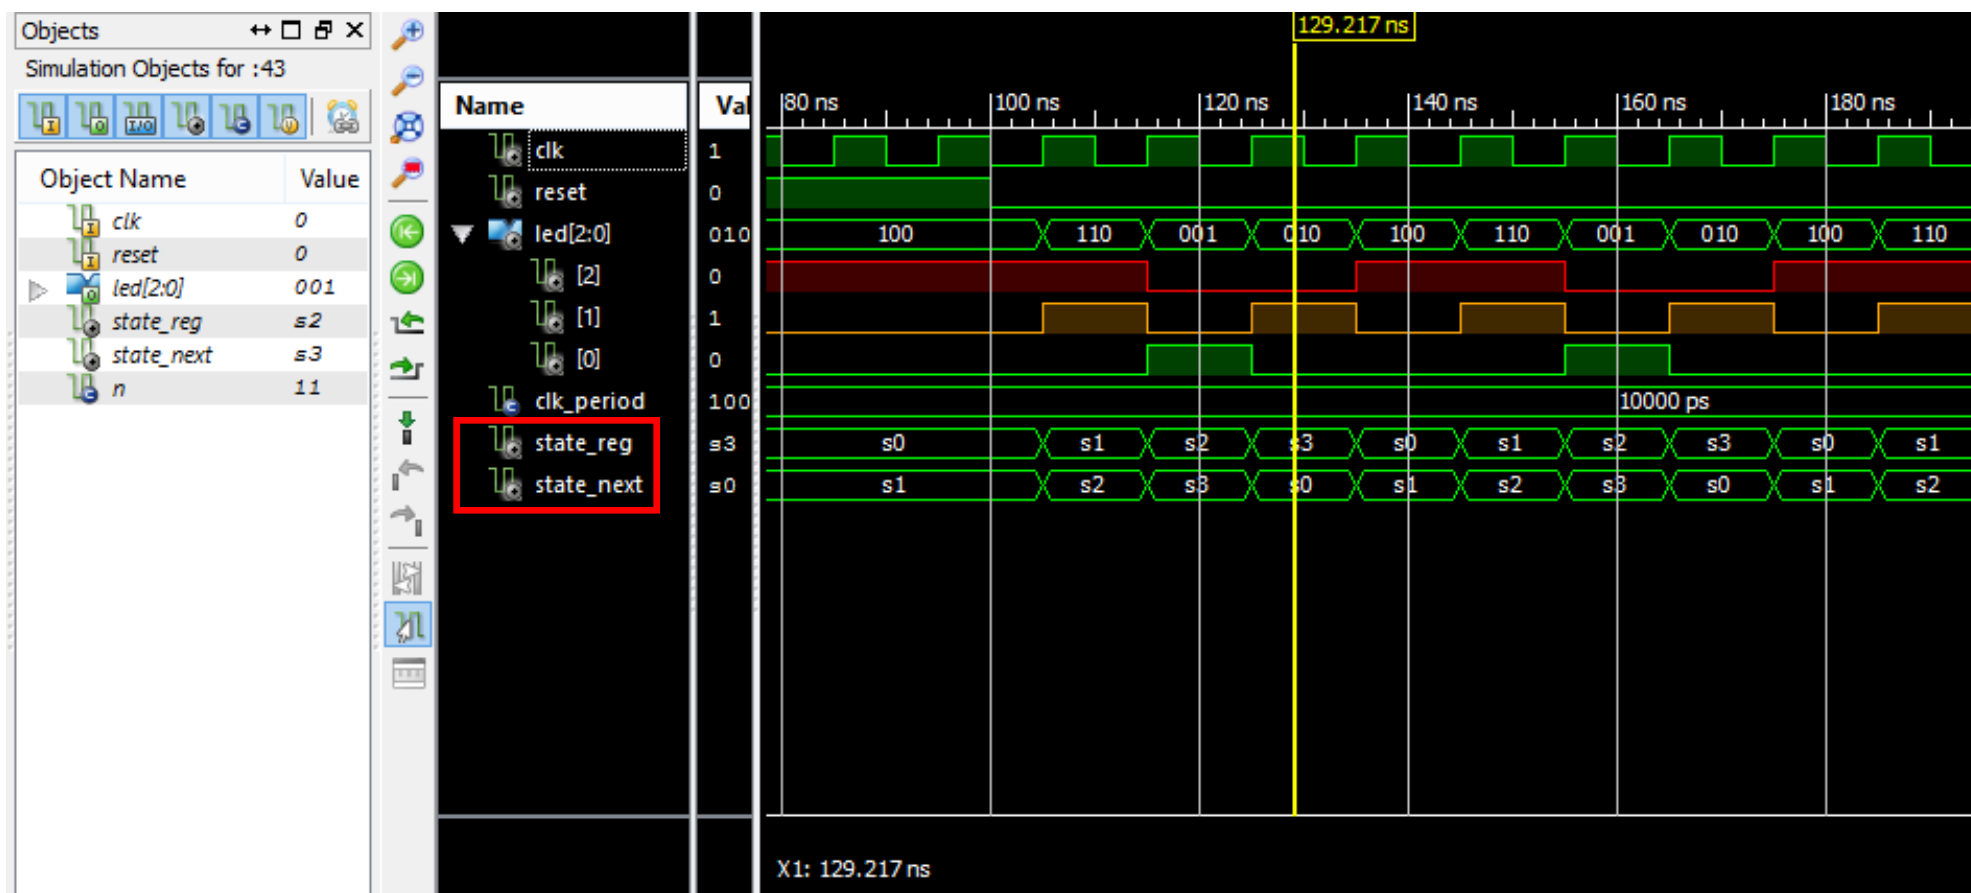 Objects
Simulation Objects for :43
I/O
Object Name Value
clk 0
reset 0
led[2:0] 001
state_reg s2
state_next s3
n 11
129.217 ns
Name Val 80 ns 100 ns 120 ns 140 ns 160 ns 180 ns
clk 1
reset 0
led[2:0] 010 100 110 001 010 100 110 001 010 100 110
[2] 0
[1] 1
[0] 0
clk_period 100 10000 ps
state_reg s3 s0 s1 s2 s3 s0 s1 s2 s3 s0 s1
state_next s0 s1 s2 s3 s0 s1 s2 s3 s0 s1 s2
X1: 129.217 ns